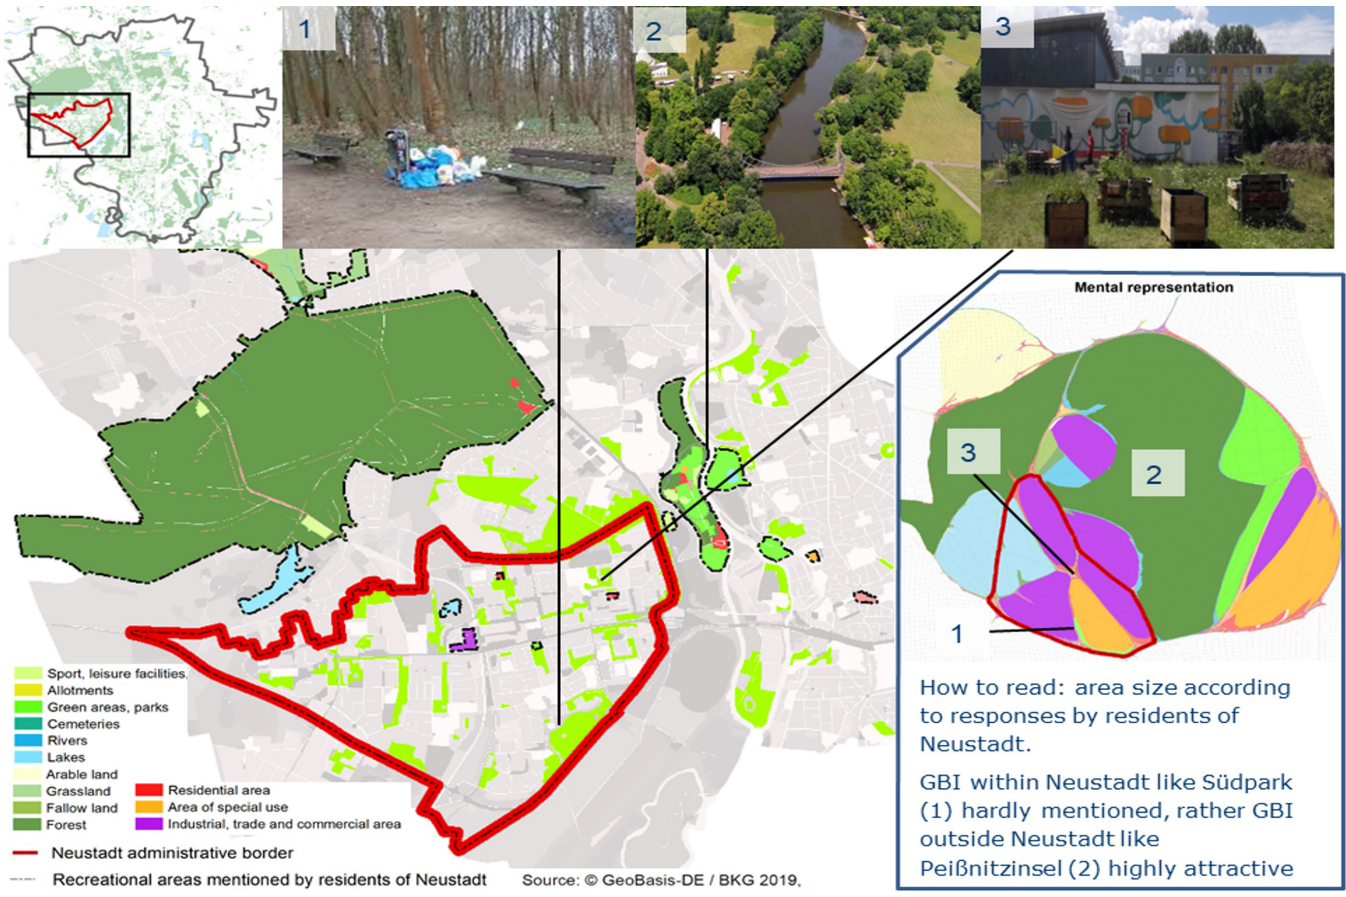 1
2
3
Mental representation
3
2
1
How to read: area size according
to responses by residents of
Neustadt.
GBI within Neustadt like Südpark
(1) hardly mentioned, rather GBI
outside Neustadt like
Peißnitzinsel (2) highly attractive
Sport, leisure facilities
Allotments
Green areas, parks
Cemeteries
Rivers
Lakes
Arable land
Grassland
Fallow land
Forest
Residential area
Area of special use
Industrial, trade and commercial area
Neustadt administrative border
Recreational areas mentioned by residents of Neustadt
Source: © GeoBasis-DE / BKG 2019,